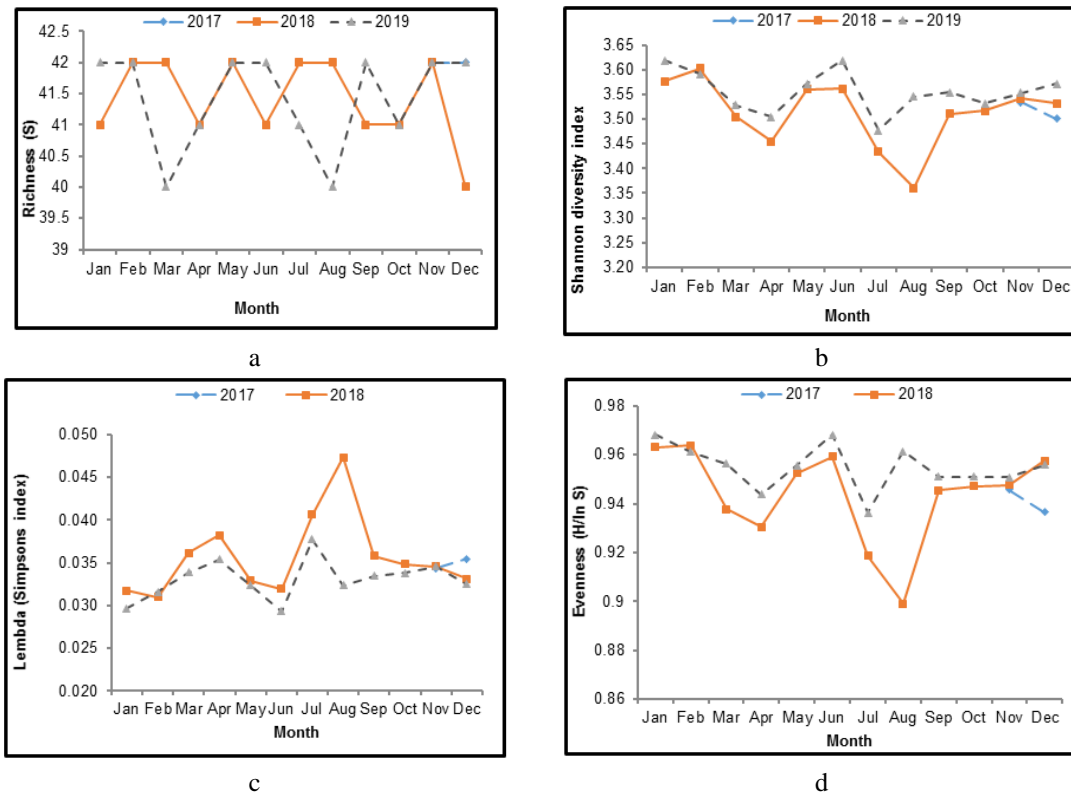 2017 2018 2019
42.5
42
41.5
41
40.5
40
39.5
39
Richness (S)
Jan Feb Mar Apr May Jun Jul Aug Sep Oct Nov Dec
Month
a
2017 2018 2019
3.65
3.60
3.55
3.50
3.45
3.40
3.35
3.30
3.25
3.20
Shannon diversity index
Jan Feb Mar Apr May Jun Jul Aug Sep Oct Nov Dec
Month
b
2017 2018
0.050
0.045
0.040
0.035
0.030
0.025
0.020
Lembda (Simpsons index)
Jan Feb Mar Apr May Jun Jul Aug Sep Oct Nov Dec
Month
c
2017 2018
0.98
0.96
0.94
0.92
0.9
0.88
0.86
Evenness (H/ln S)
Jan Feb Mar Apr May Jun Jul Aug Sep Oct Nov Dec
Month
d